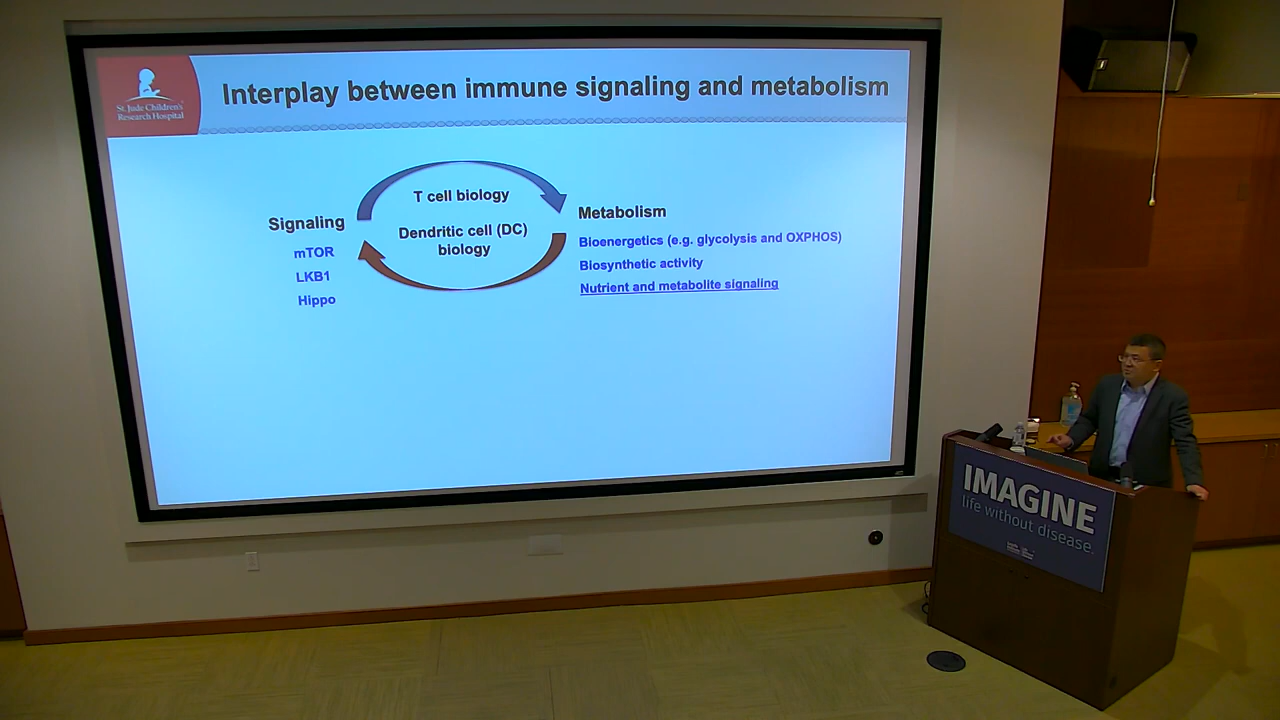 St. Jude Children's
Research Hospital
Interplay between immune signaling and metabolism
T cell biology
Dendritic cell (DC)
biology
Signaling
mTOR
LKB1
Hippo
Metabolism
Bioenergetics (e.g. glycolysis and OXPHOS)
Biosynthetic activity
Nutrient and metabolite signaling
IMAGINE
life without disease.